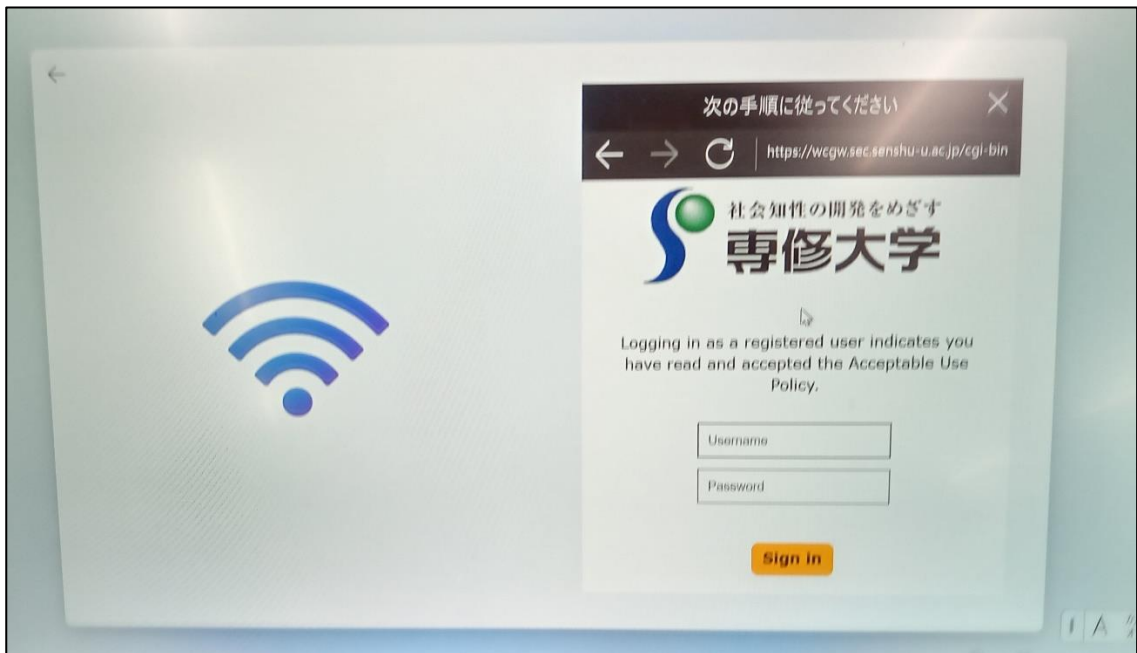 次の手順に従ってください
https://wcgw.sec.senshu-u.ac.jp/cgi-bin
社会知性の開発をめざす
専修大学
Logging in as a registered user indicates you
have read and accepted the Acceptable Use
Policy.
Username
Password
Sign in
A